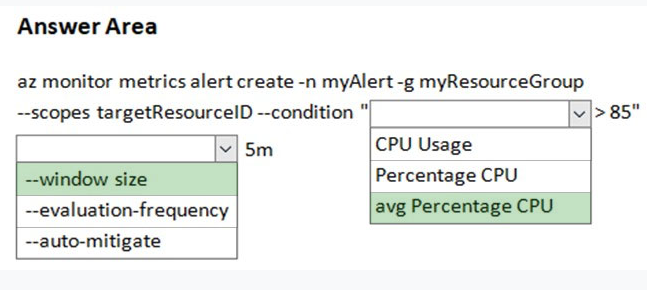 Answer Area
az monitor metrics alert create -n myAlert -g myResourceGroup
--scopes targetResourceID --condition " > 85"
CPU Usage
Percentage CPU
avg Percentage CPU
5m
--window size
--evaluation-frequency
--auto-mitigate